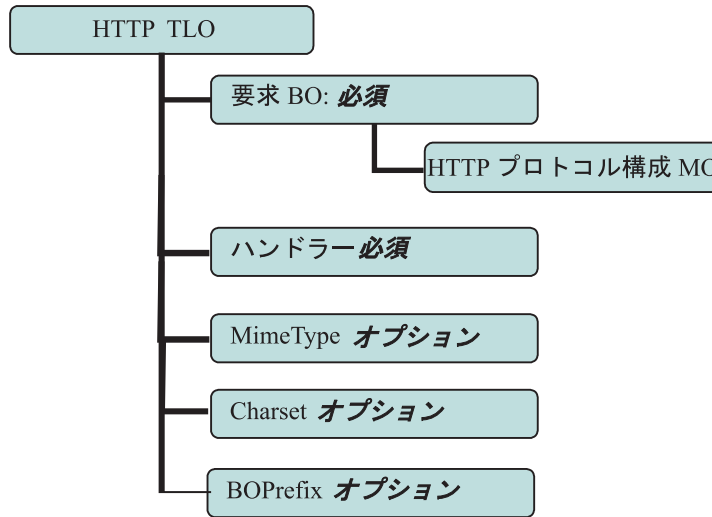 HTTP TLO
要求 BO: 必須
HTTP プロトコル構成 MO
ハンドラー必須
MimeType オプション
Charset オプション
BOPrefix オプション